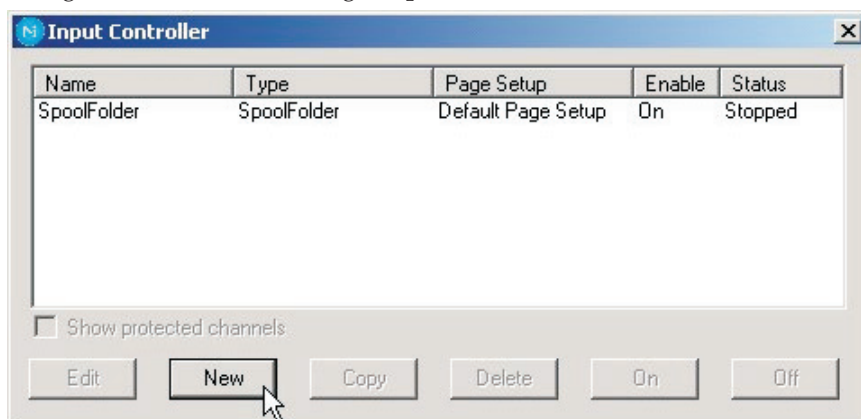 Input Controller
Name Type Page Setup Enable Status
SpoolFolder SpoolFolder Default Page Setup On Stopped
Show protected channels
Edit New Copy Delete On Off